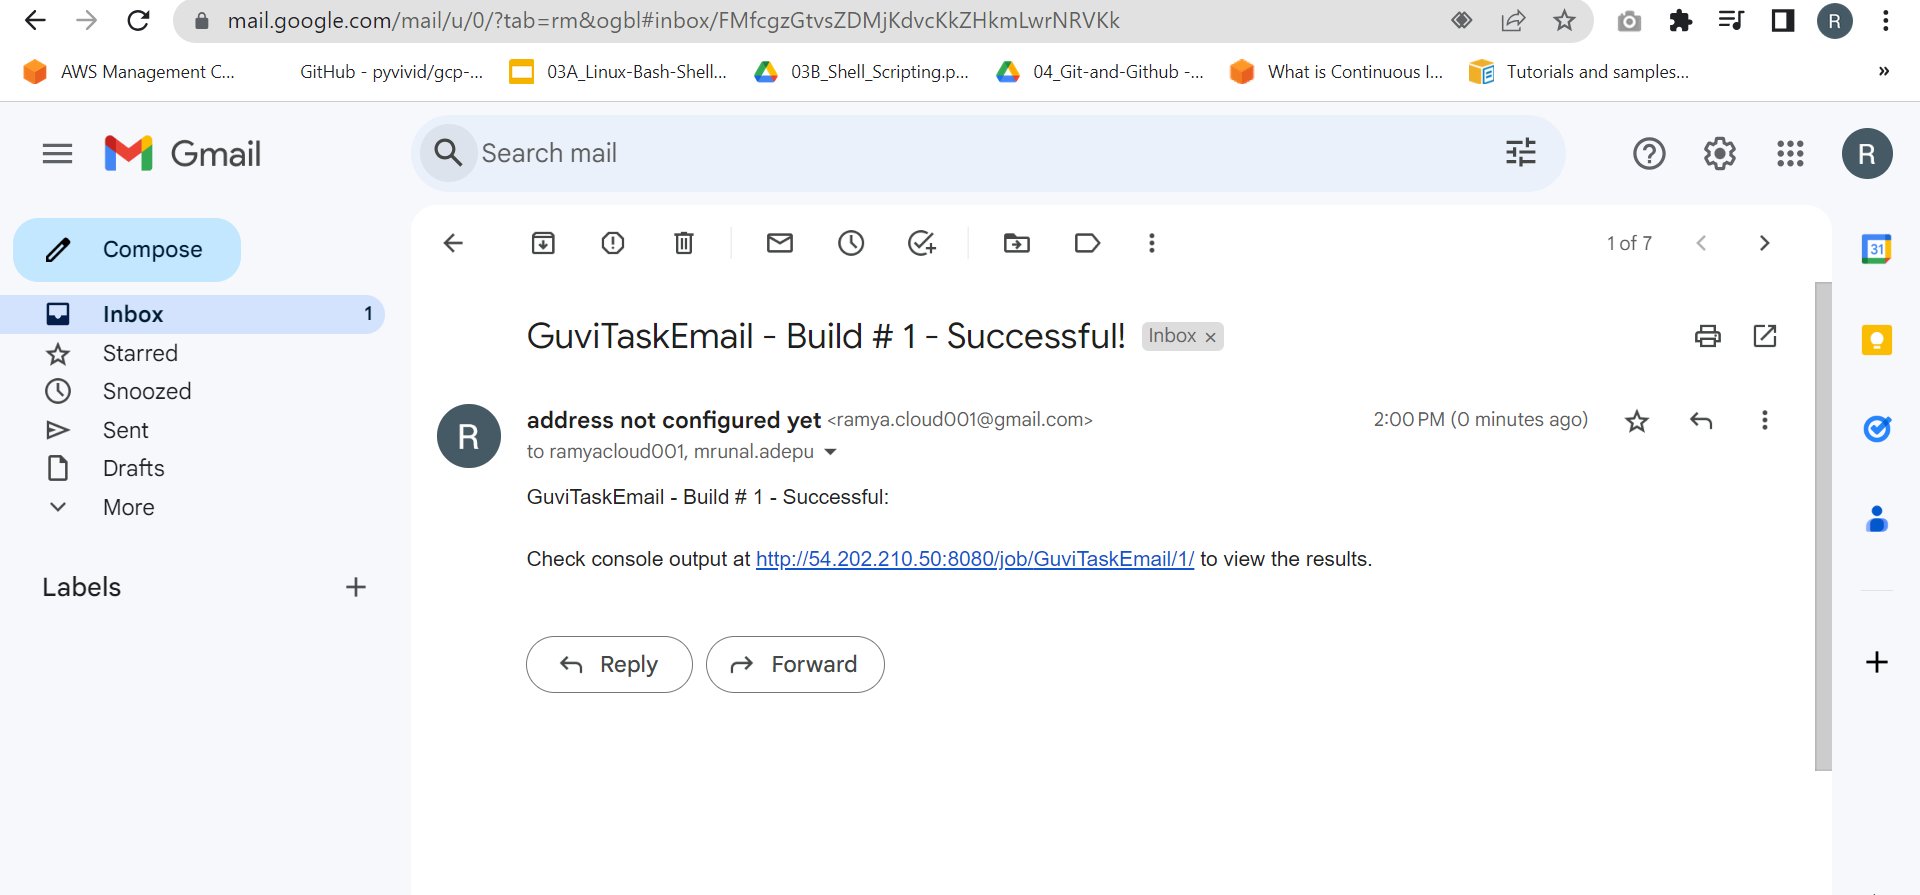 mail.google.com/mail/u/0/?tab=rm&ogbl#inbox/FMfcgzGtvsZDMjKdvcKkZHkmLwrNRVKk
R
AWS Management C... GitHub - pyvivid/gcp-... 03A_Linux-Bash-Shell... 03B_Shell_Scripting.p... 04_Git-and-Github -... What is Continuous I... Tutorials and samples... »
Gmail
Search mail
R
Compose
1 of 7
31
Inbox 1
Starred
Snoozed
Sent
Drafts
More
Labels
GuviTaskEmail - Build # 1 - Successful! Inbox ×
R
address not configured yet <ramya.cloud001@gmail.com> 2:00 PM (0 minutes ago)
to ramyacloud001, mrunal.adepu
GuviTaskEmail - Build # 1 - Successful:
Check console output at http://54.202.210.50:8080/job/GuviTaskEmail/1/ to view the results.
Reply Forward